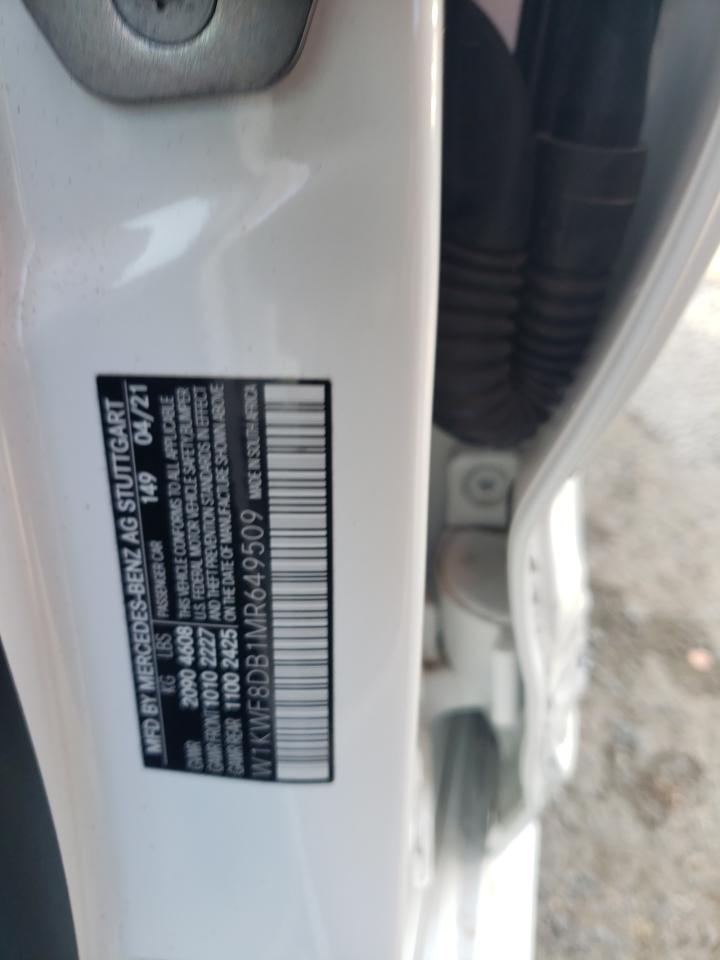 MFD BY MERCEDES-BENZ AG STUTTGART
KG LBS PASSENGER CAR 149 04/21
GVWR 2090 4608 THIS VEHICLE CONFORMS TO ALL APPLICABLE
GAWR FRONT 1010 2227 U.S. FEDERAL MOTOR VEHICLE SAFETY/BUMPER
GAWR REAR 1100 2425 AND THEFT PREVENTION STANDARDS IN EFFECT
ON THE DATE OF MANUFACTURE SHOWN ABOVE
W1KWF8DB1MR649509 MADE IN SOUTH AFRICA